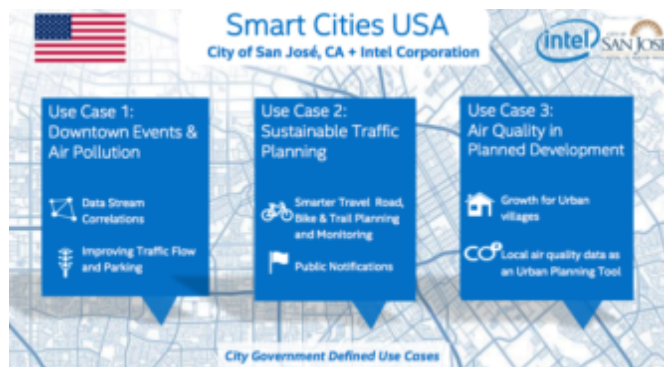 Smart Cities USA
City of San José, CA + Intel Corporation
intel
SAN JOSE
Use Case 1:
Downtown Events &
Air Pollution
Data Stream
Correlations
Improving Traffic Flow
and Parking
Use Case 2:
Sustainable Traffic
Planning
Smarter Travel Road,
Bike & Trail Planning
and Monitoring
Public Notifications
Use Case 3:
Air Quality in
Planned Development
Growth for Urban
villages
CO
Local air quality data as
an Urban Planning Tool
City Government Defined Use Cases